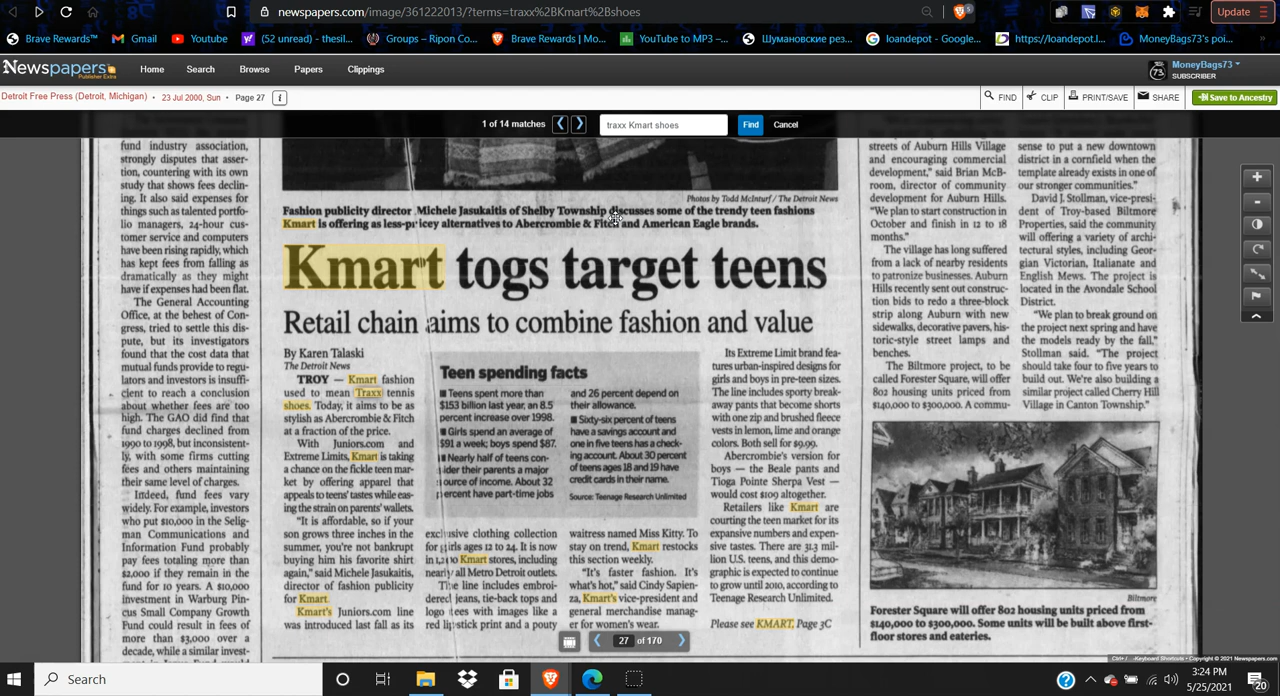 newspapers.com/image/361222013/?terms=traxx%2BKmart%2Bshoes
5
Update
Brave Rewards™
Gmail
Youtube
(52 unread) - thesil...
Groups – Ripon Co...
Brave Rewards | Mo...
YouTube to MP3 –...
Шумановские рез...
loandepot - Google...
https://loandepot.l...
MoneyBags73's poi...
Newspapers
Publisher Extra
Home
Search
Browse
Papers
Clippings
73
MoneyBags73
SUBSCRIBER
Detroit Free Press (Detroit, Michigan) • 23 Jul 2000, Sun • Page 27
i
FIND
CLIP
PRINT/SAVE
SHARE
Save to Ancestry
1 of 14 matches
traxx Kmart shoes
Find
Cancel
fund industry association,
strongly disputes that asser-
tion, countering with its own
study that shows fees declin-
ing. It also said expenses for
things such as talented portfo-
lio managers, 24-hour cus-
tomer service and computers
have been rising rapidly, which
has kept fees from falling as
dramatically as they might
have if expenses had been flat.
The General Accounting
Office, at the behest of Con-
gress, tried to settle this dis-
pute, but its investigators
found that the cost data that
mutual funds provide to regu-
lators and investors is insuffi-
cient to reach a conclusion
about whether fees are too
high. The GAO did find that
fund charges declined from
1990 to 1998, but inconsistent-
ly, with some firms cutting
fees and others maintaining
their same level of charges.
Indeed, fund fees vary
widely. For example, investors
who put $10,000 in the Selig-
man Communications and
Information Fund probably
pay fees totaling more than
$2,000 if they remain in the
fund for 10 years. A $10,000
investment in Warburg Pin-
cus Small Company Growth
Fund could result in fees of
more than $3,000 over a
decade, while a similar invest-
Photos by Todd McInturf / The Detroit News
Fashion publicity director Michele Jasukaitis of Shelby Township discusses some of the trendy teen fashions
Kmart is offering as less-pricey alternatives to Abercrombie & Fitch and American Eagle brands.
Kmart togs target teens
Retail chain aims to combine fashion and value
By Karen Talaski
The Detroit News
TROY — Kmart fashion
used to mean Traxx tennis
shoes. Today, it aims to be as
stylish as Abercrombie & Fitch
at a fraction of the price.
With Juniors.com and
Extreme Limits, Kmart is taking
a chance on the fickle teen mar-
ket by offering apparel that
appeals to teens' tastes while eas-
ing the strain on parents' wallets.
"It is affordable, so if your
son grows three inches in the
summer, you're not bankrupt
buying him his favorite shirt
again," said Michele Jasukaitis,
director of fashion publicity
for Kmart.
Kmart's Juniors.com line
was introduced last fall as its
Teen spending facts
■ Teens spent more than
$153 billion last year, an 8.5
percent increase over 1998.
■ Girls spend an average of
$91 a week; boys spend $87.
■ Nearly half of teens con-
sider their parents a major
source of income. About 32
percent have part-time jobs
and 26 percent depend on
their allowance.
■ Sixty-six percent of teens
have a savings account and
one in five teens has a check-
ing account. About 30 percent
of teens ages 18 and 19 have
credit cards in their name.
Source: Teenage Research Unlimited
exclusive clothing collection
for girls ages 12 to 24. It is now
in Kmart stores, including
nearly all Metro Detroit outlets.
The line includes embroi-
dered jeans, tie-back tops and
logo tees with images like a
red lipstick print and a pouty
waitress named Miss Kitty. To
stay on trend, Kmart restocks
this section weekly.
"It's faster fashion. It's
what's hot," said Cindy Sapien-
za, Kmart's vice-president and
general merchandise manag-
er for women's wear.
Its Extreme Limit brand fea-
tures urban-inspired designs for
girls and boys in pre-teen sizes.
The line includes sporty break-
away pants that become shorts
with one zip and brushed fleece
vests in lemon, lime and orange
colors. Both sell for $9.99.
Abercrombie's version for
boys — the Beale pants and
Tioga Pointe Sherpa Vest —
would cost $109 altogether.
Retailers like Kmart are
courting the teen market for its
expansive numbers and expen-
sive tastes. There are 31.3 mil-
lion U.S. teens, and this demo-
graphic is expected to continue
to grow until 2010, according to
Teenage Research Unlimited.
Please see KMART, Page 3C
streets of Auburn Hills Village
and encouraging commercial
development," said Brian McB-
room, director of community
development for Auburn Hills.
"We plan to start construction in
October and finish in 12 to 18
months."
The village has long suffered
from a lack of nearby residents
to patronize businesses. Auburn
Hills recently sent out construc-
tion bids to redo a three-block
strip along Auburn with new
sidewalks, decorative pavers, his-
toric-style street lamps and
benches.
The Biltmore project, to be
called Forester Square, will offer
802 housing units priced from
$140,000 to $300,000. A commu-
sense to put a new downtown
district in a cornfield when the
template already exists in one of
our stronger communities."
David J. Stollman, vice-presi-
dent of Troy-based Biltmore
Properties, said the community
will offering a variety of archi-
tectural styles, including Geor-
gian Victorian, Italianate and
English Mews. The project is
located in the Avondale School
District.
"We plan to break ground on
the project next spring and have
the models ready by the fall,"
Stollman said. "The project
should take four to five years to
build out. We're also building a
similar project called Cherry Hill
Village in Canton Township."
Biltmore
Forester Square will offer 802 housing units priced from
$140,000 to $300,000. Some units will be built above first-
floor stores and eateries.
27 of 170
Ctrl+/ - Keyboard Shortcuts • Copyright © 2021 Newspapers.com
Search
3:24 PM
5/25/2021
20